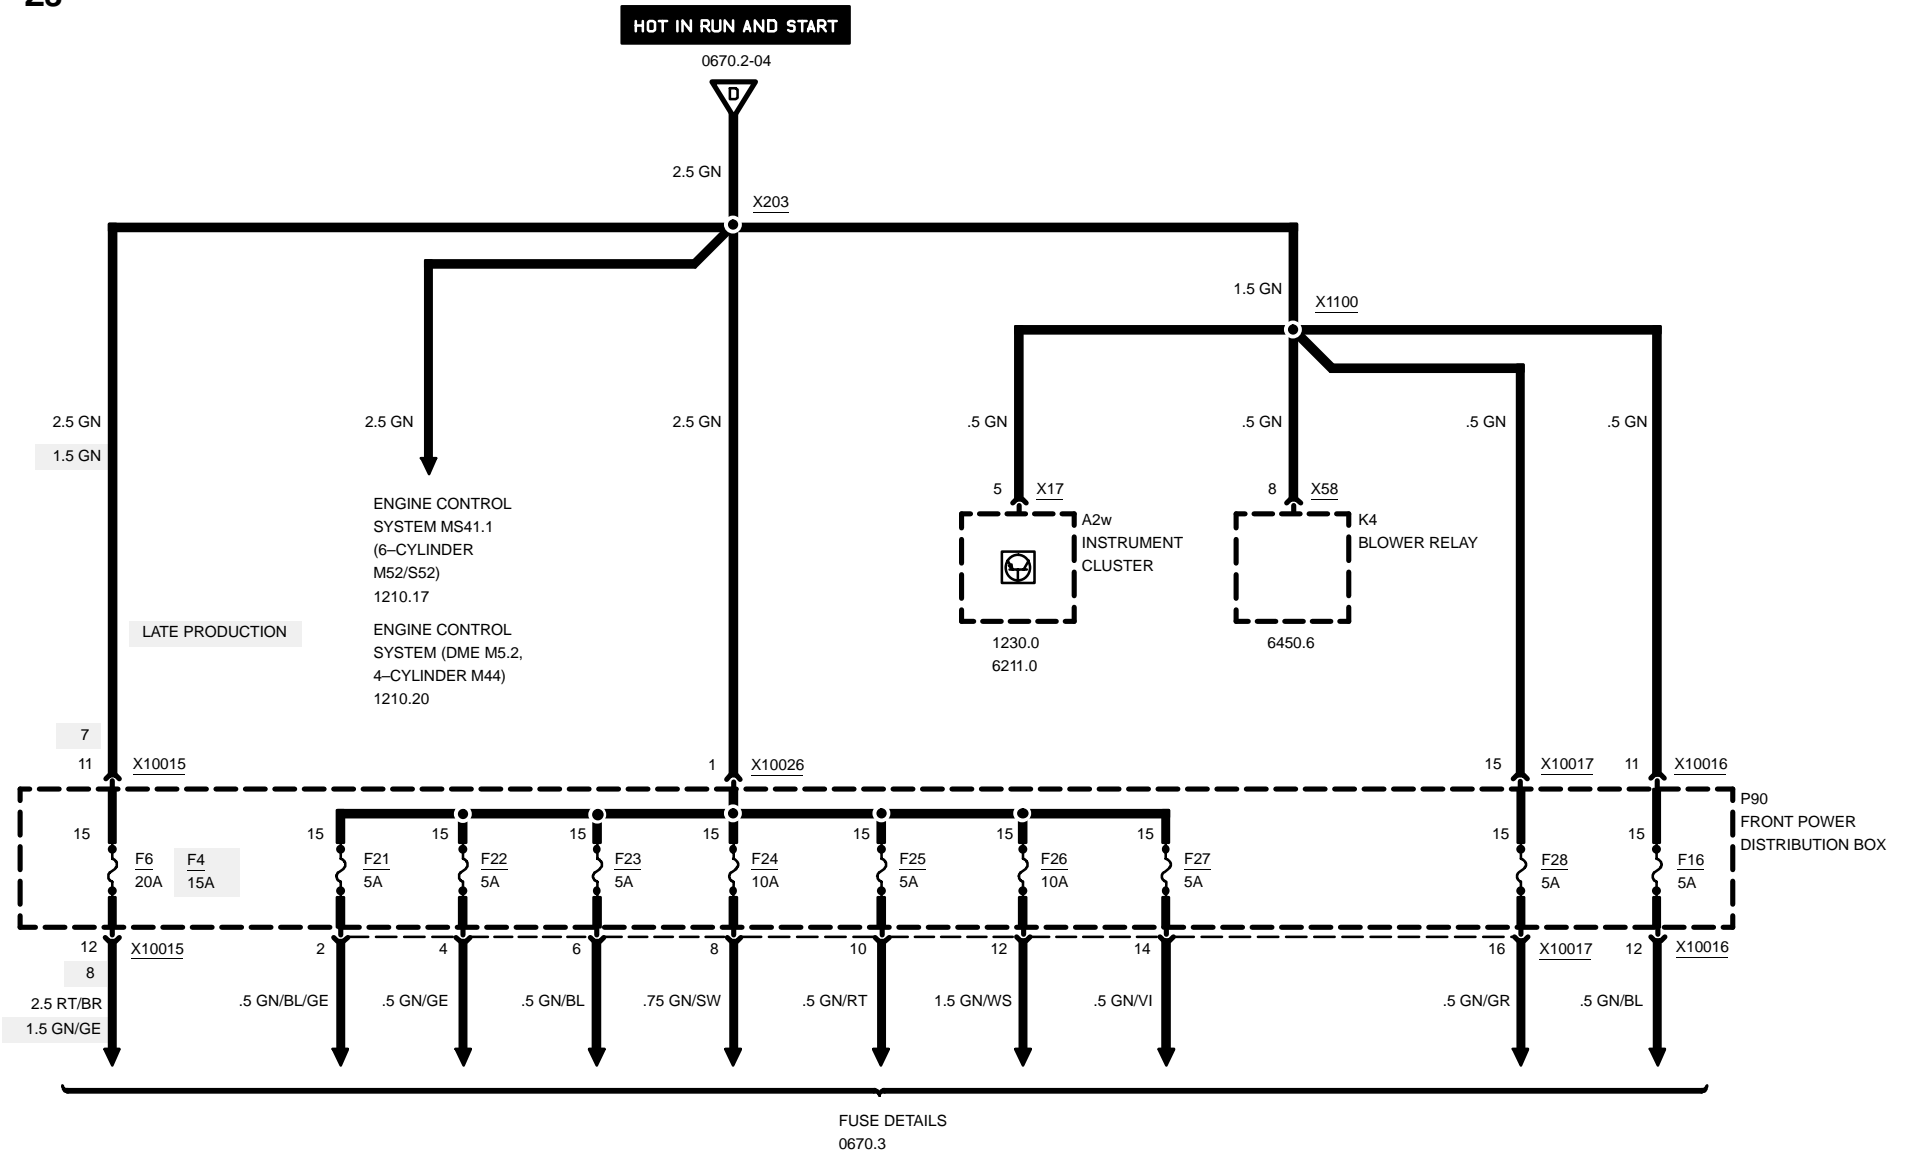 HOT IN RUN AND START
0670.2-04
D
2.5 GN
X203
1.5 GN
X1100
2.5 GN
2.5 GN
2.5 GN
.5 GN
.5 GN
.5 GN
.5 GN
1.5 GN
5
X17
8
X58
ENGINE CONTROL
SYSTEM MS41.1
(6–CYLINDER
M52/S52)
1210.17
A2w
INSTRUMENT
CLUSTER
K4
BLOWER RELAY
LATE PRODUCTION
ENGINE CONTROL
SYSTEM (DME M5.2,
4–CYLINDER M44)
1210.20
1230.0
6211.0
6450.6
7
11
X10015
1
X10026
15
X10017
11
X10016
P90
FRONT POWER
DISTRIBUTION BOX
15
15
15
15
15
15
15
15
15
15
F6
20A
F4
15A
F21
5A
F22
5A
F23
5A
F24
10A
F25
5A
F26
10A
F27
5A
F28
5A
F16
5A
12
X10015
2
4
6
8
10
12
14
16
X10017
12
X10016
8
2.5 RT/BR
1.5 GN/GE
.5 GN/BL/GE
.5 GN/GE
.5 GN/BL
.75 GN/SW
.5 GN/RT
1.5 GN/WS
.5 GN/VI
.5 GN/GR
.5 GN/BL
FUSE DETAILS
0670.3